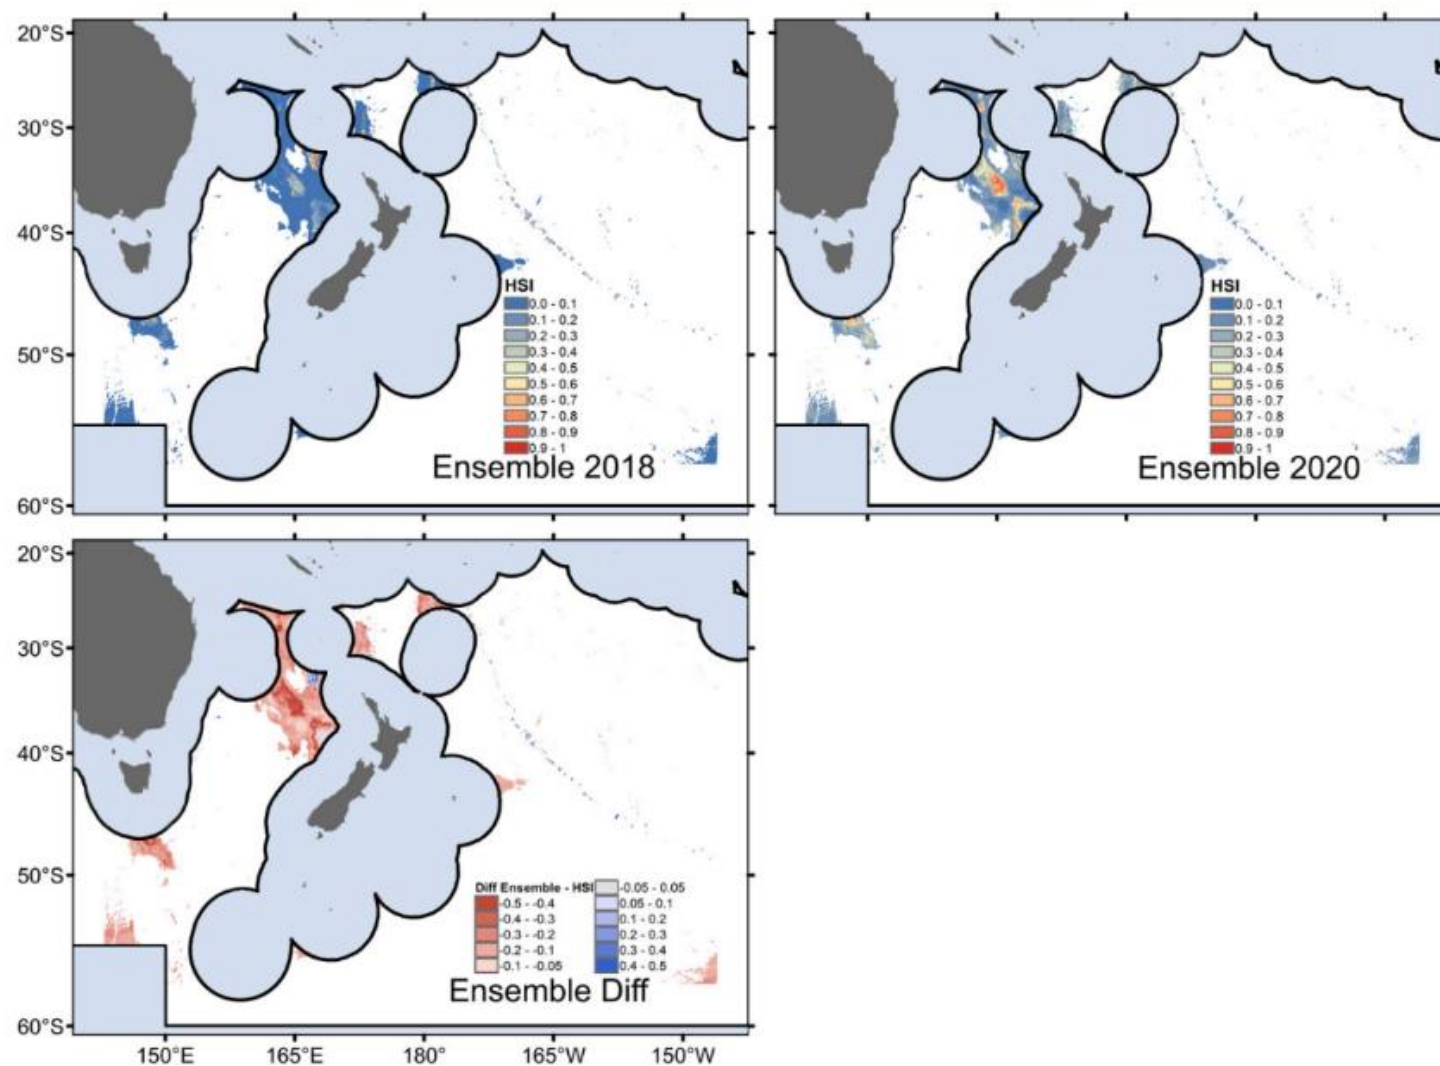 20°S
30°S
40°S
50°S
60°S
HSI
0.0 - 0.1
0.1 - 0.2
0.2 - 0.3
0.3 - 0.4
0.4 - 0.5
0.5 - 0.6
0.6 - 0.7
0.7 - 0.8
0.8 - 0.9
0.9 - 1
Ensemble 2018
HSI
0.0 - 0.1
0.1 - 0.2
0.2 - 0.3
0.3 - 0.4
0.4 - 0.5
0.5 - 0.6
0.6 - 0.7
0.7 - 0.8
0.8 - 0.9
0.9 - 1
Ensemble 2020
20°S
30°S
40°S
50°S
60°S
Diff Ensemble - HSI
-0.5 - -0.4
-0.4 - -0.3
-0.3 - -0.2
-0.2 - -0.1
-0.1 - -0.05
-0.05 - 0.05
0.05 - 0.1
0.1 - 0.2
0.2 - 0.3
0.3 - 0.4
0.4 - 0.5
Ensemble Diff
150°E 165°E 180° 165°W 150°W